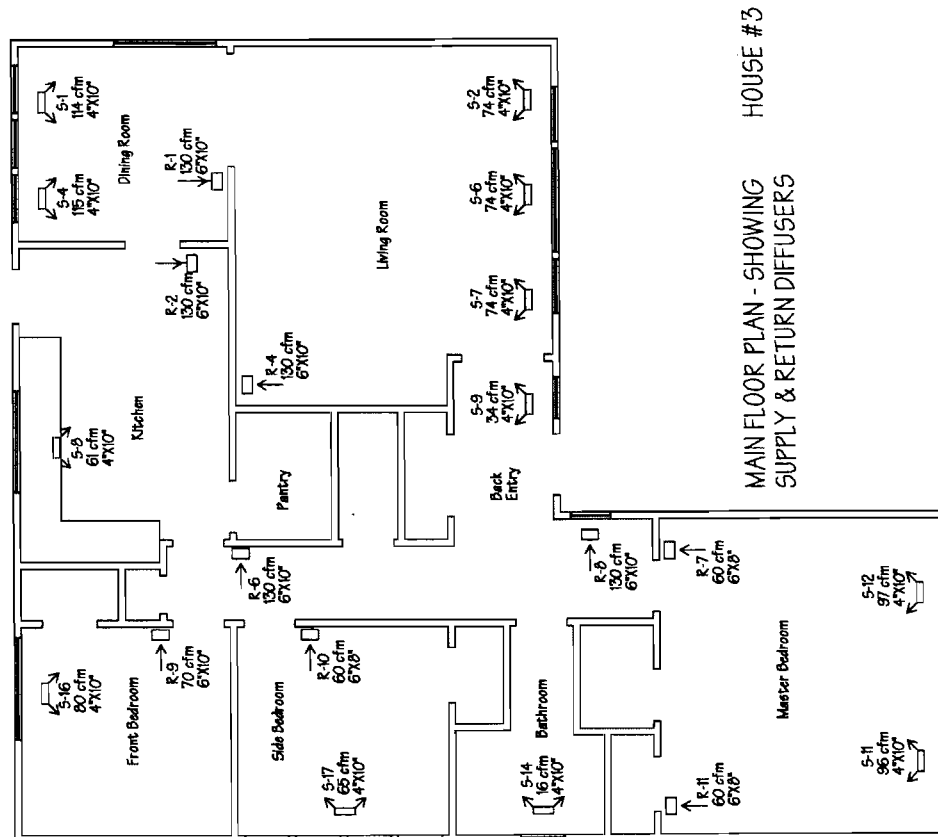 S-1
114 cfm
4"X10"
S-4
115 cfm
4"X10"
Dining Room
R-1
130 cfm
6"X10"
R-2
130 cfm
6"X10"
Living Room
S-2
74 cfm
4"X10"
S-6
74 cfm
4"X10"
S-7
74 cfm
4"X10"
S-9
34 cfm
4"X10"
R-4
130 cfm
6"X10"
S-8
61 cfm
4"X10"
Kitchen
Pantry
Back
Entry
R-6
130 cfm
6"X10"
R-8
130 cfm
6"X10"
R-7
60 cfm
6"X8"
S-12
97 cfm
4"X10"
Master Bedroom
S-11
96 cfm
4"X10"
R-11
60 cfm
6"X8"
S-16
80 cfm
4"X10"
Front Bedroom
R-9
70 cfm
6"X10"
Side Bedroom
R-10
60 cfm
6"X8"
S-17
65 cfm
4"X10"
Bathroom
S-14
16 cfm
4"X10"
MAIN FLOOR PLAN - SHOWING
SUPPLY & RETURN DIFFUSERS
HOUSE #3